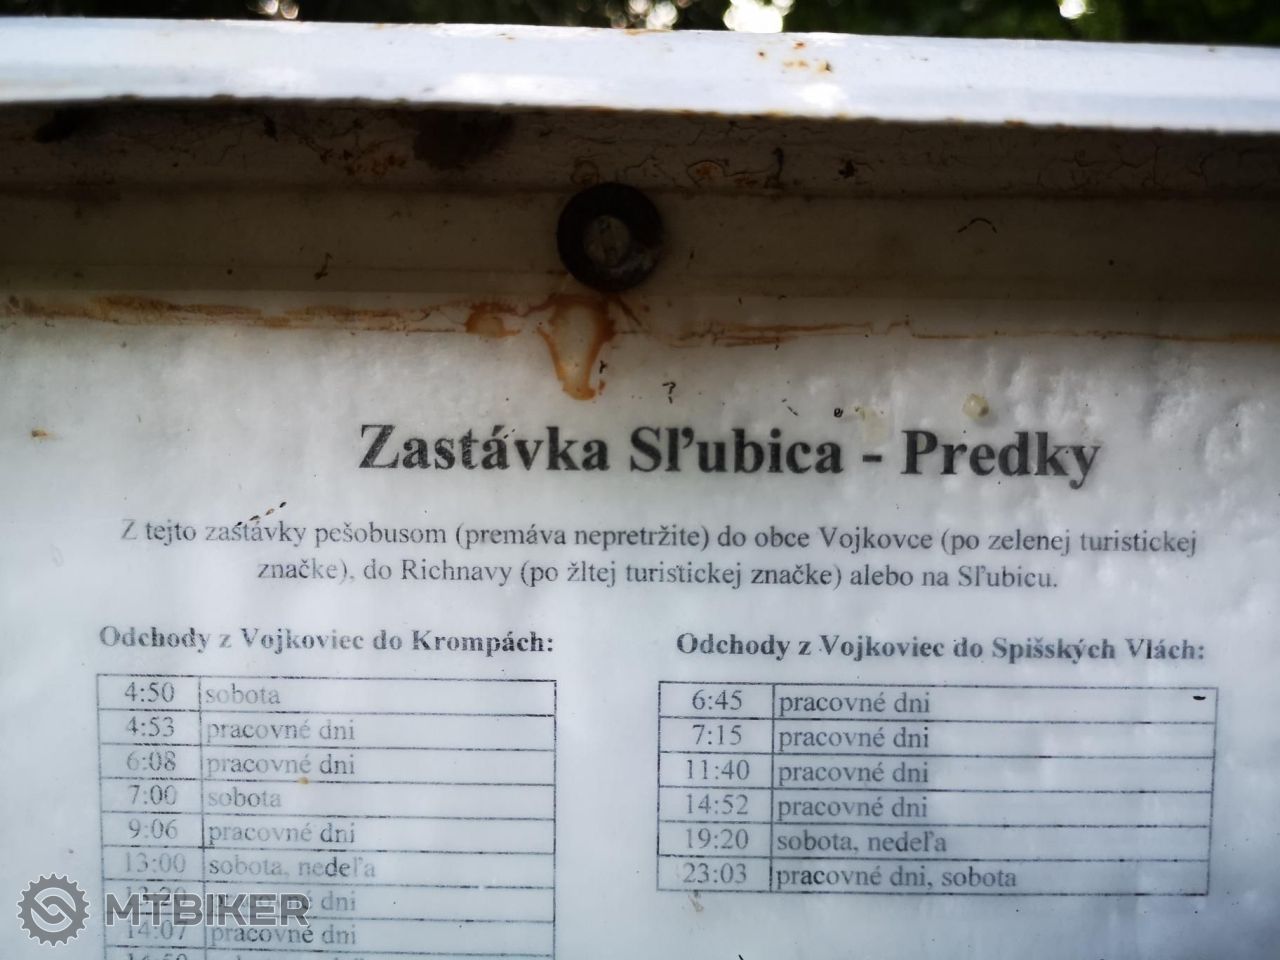 Zastávka Sľubica - Predky
Z tejto zastávky pešobusom (premáva nepretržite) do obce Vojkovce (po zelenej turistickej
značke), do Richnavy (po žltej turistickej značke) alebo na Sľubicu.
Odchody z Vojkoviec do Krompách:
4:50 sobota
4:53 pracovné dni
6:08 pracovné dni
7:00 sobota
9:06 pracovné dni
13:00 sobota, nedeľa
13:20 pracovné dni
14:07 pracovné dni
Odchody z Vojkoviec do Spišských Vlách:
6:45 pracovné dni
7:15 pracovné dni
11:40 pracovné dni
14:52 pracovné dni
19:20 sobota, nedeľa
23:03 pracovné dni, sobota
MTBIKER